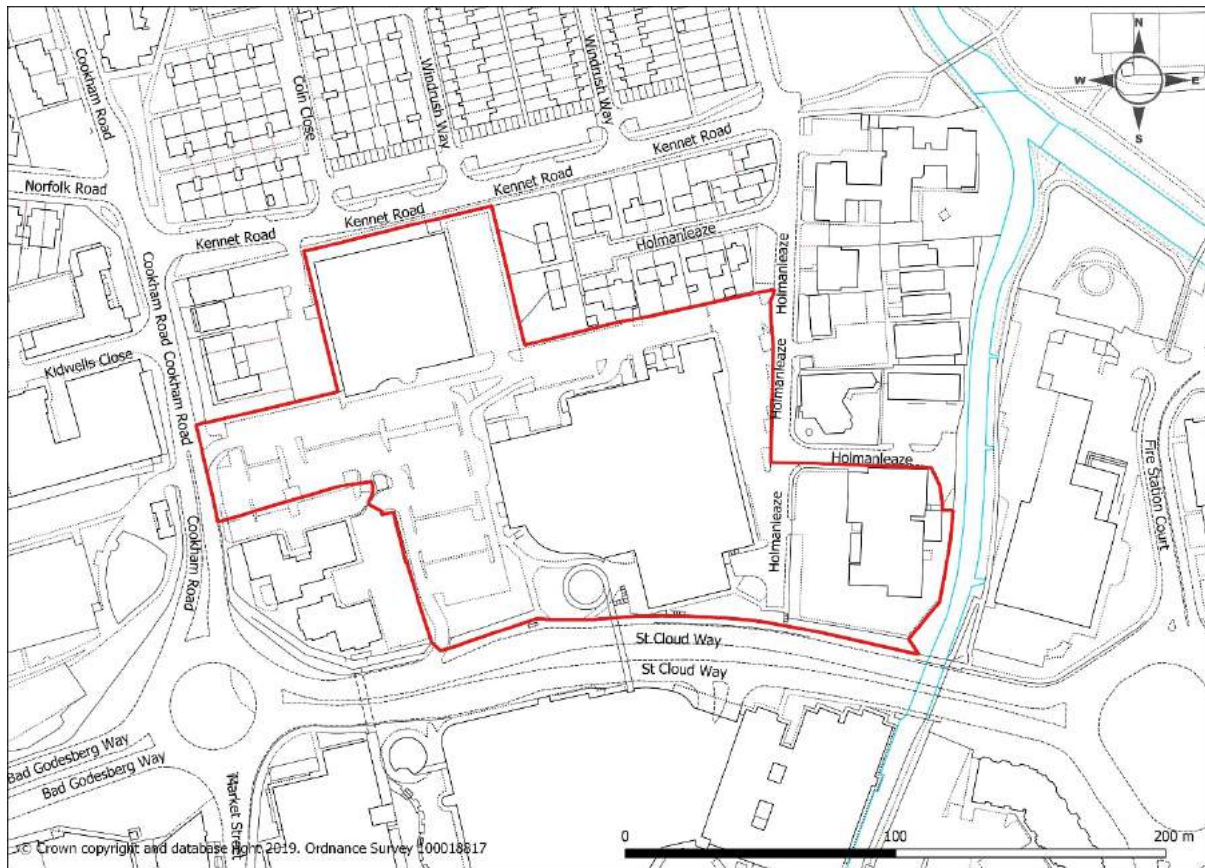 Cookham Road
Coln Close
Windrush Way
Windrush Way
N
W
E
S
Norfolk Road
Kennet Road
Kennet Road
Kennet Road
Kennet Road
Holmanleaze
Holmanleaze
Cookham Road
Kidwells Close
Cookham Road
Holmanleaze
Holmanleaze
Fire Station Court
Holmanleaze
Cookham Road
St Cloud Way
St Cloud Way
Bad Godesberg Way
Bad Godesberg Way
Market Street
0
100
200 m
© Crown copyright and database right 2019. Ordnance Survey 100018817